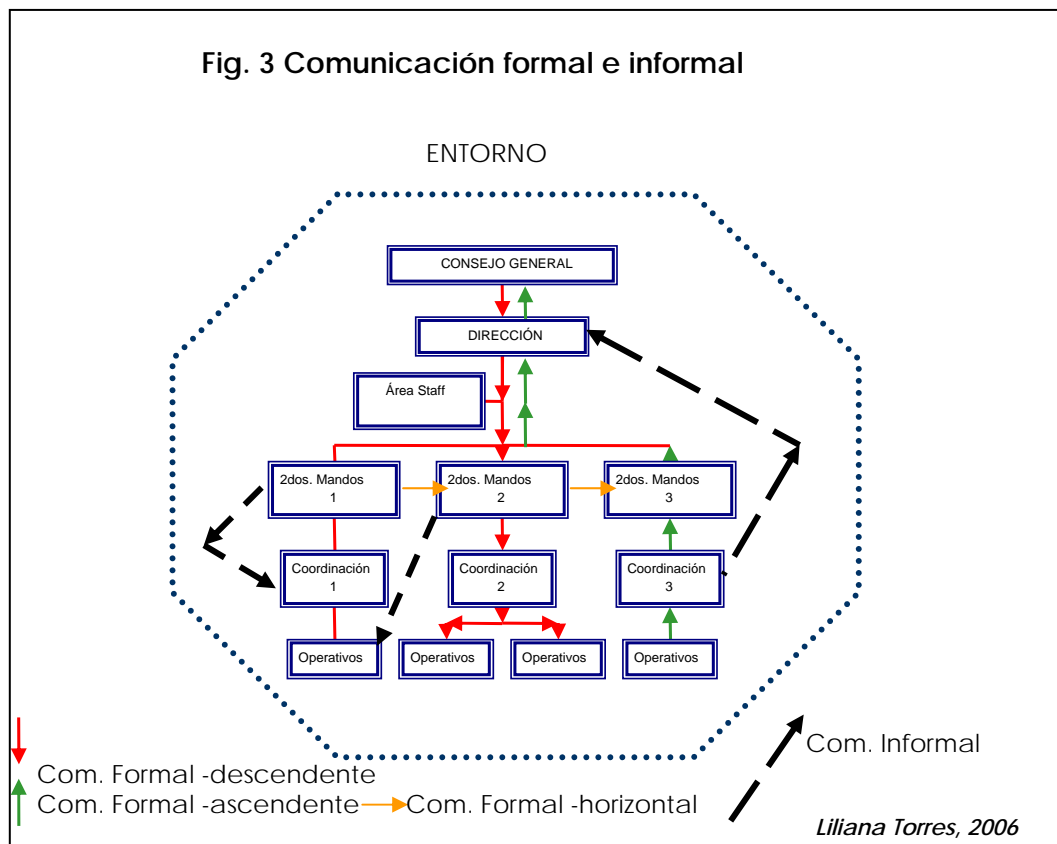 Fig. 3 Comunicación formal e informal
ENTORNO
CONSEJO GENERAL
DIRECCIÓN
Área Staff
2dos. Mandos
1
2dos. Mandos
2
2dos. Mandos
3
Coordinación
1
Coordinación
2
Coordinación
3
Operativos
Operativos
Operativos
Operativos
Com. Informal
Com. Formal -descendente
Com. Formal -ascendente
Com. Formal -horizontal
Liliana Torres, 2006